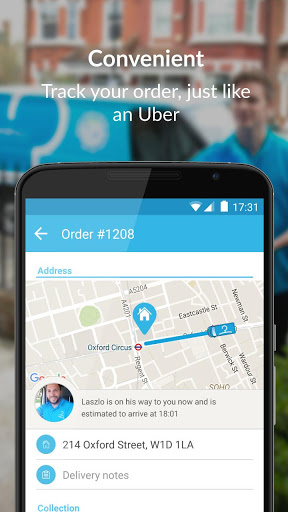 Convenient
Track your order, just like
an Uber
17:31
Order #1208
Address
A5204
A5201
Eastcastle St
Newman St
Oxford Circus
Regent St
Berwick St
Wardour St
SOHO
Google
Laszlo is on his way to you now and is
estimated to arrive at 18:01
214 Oxford Street, W1D 1LA
Delivery notes
Collection